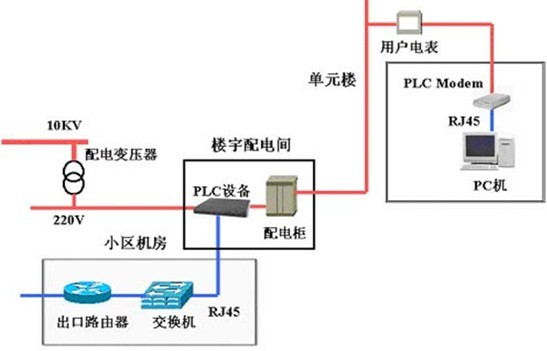 用户电表
单元楼
PLC Modem
RJ45
PC机
10KV
配电变压器
楼宇配电间
PLC设备
220V
配电柜
小区机房
RJ45
出口路由器
交换机